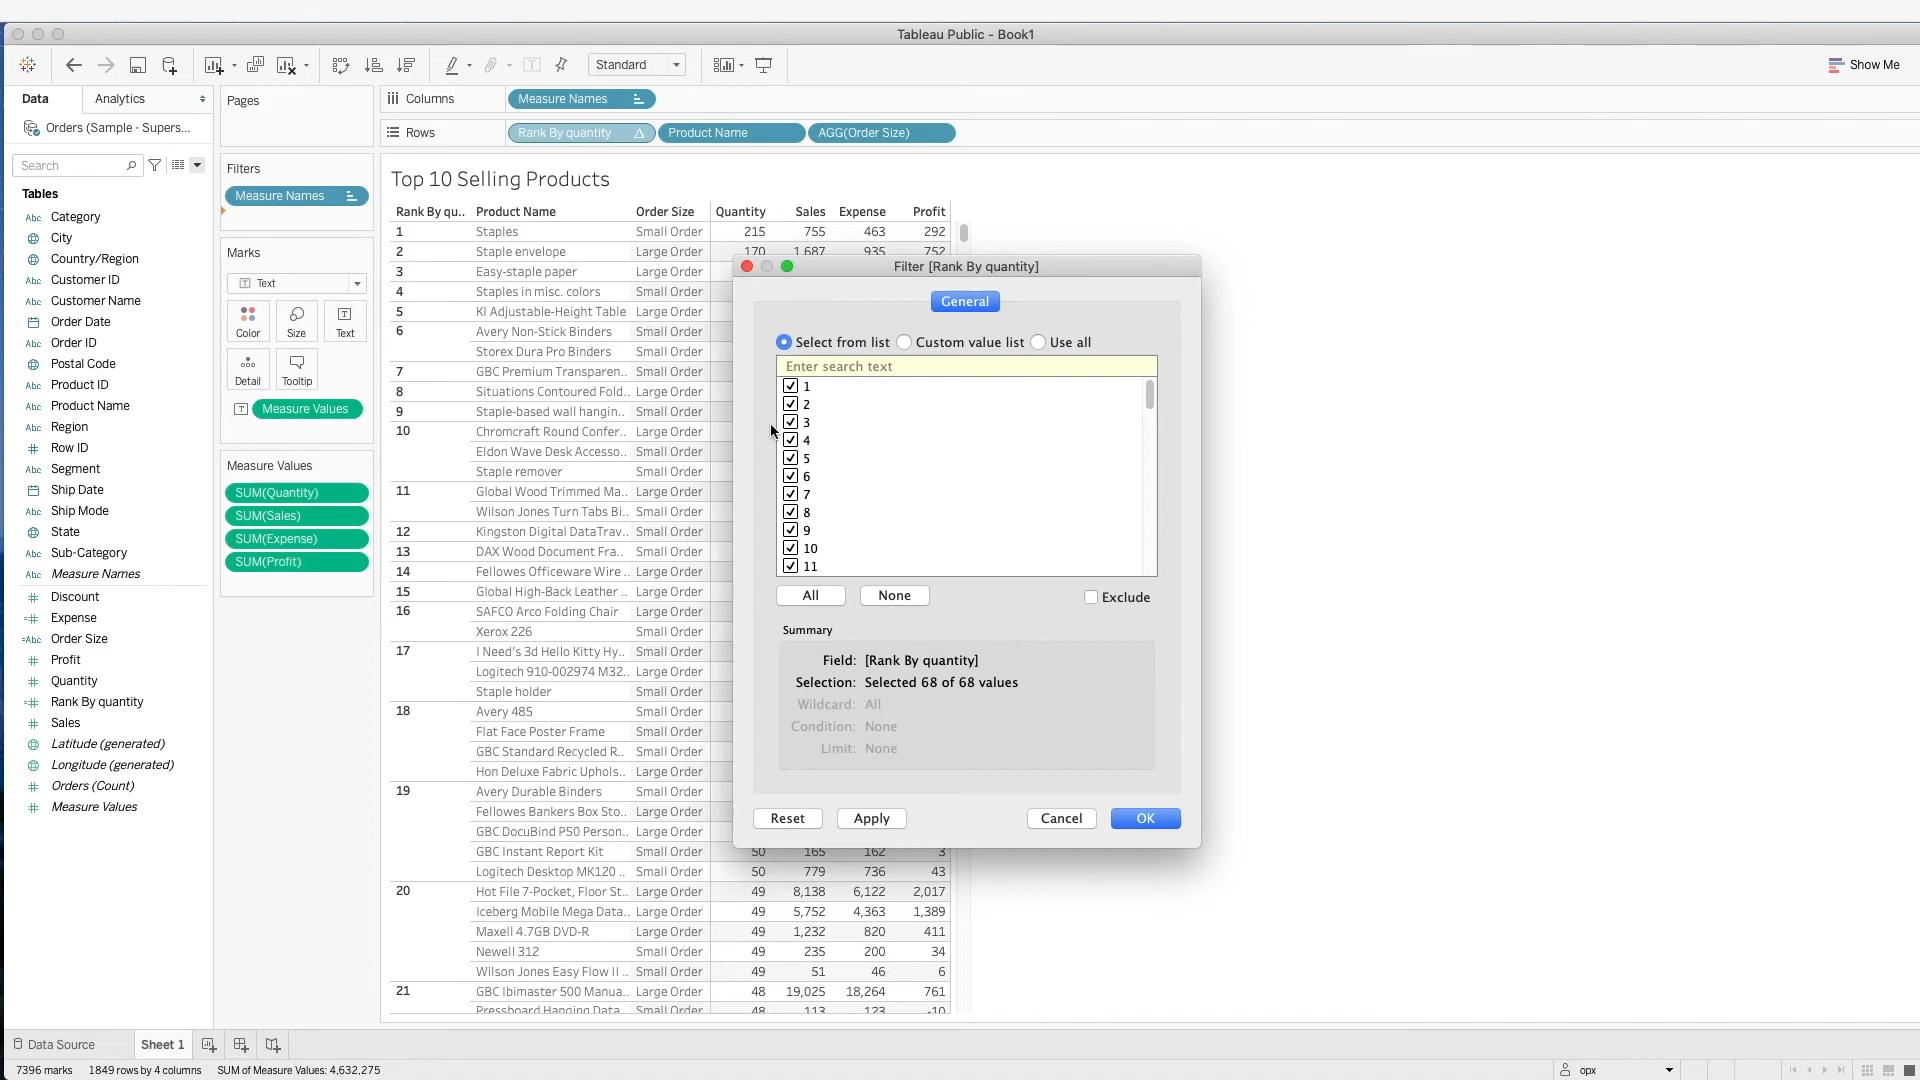 Tableau Public - Book1
Standard
Show Me
Data
Analytics
Pages
Columns
Measure Names
Orders (Sample - Supers...
Rows
Rank By quantity
Product Name
AGG(Order Size)
Search
Filters
Measure Names
Top 10 Selling Products
Tables
Category
City
Country/Region
Customer ID
Customer Name
Order Date
Order ID
Postal Code
Product ID
Product Name
Region
Row ID
Segment
Ship Date
Ship Mode
State
Sub-Category
Measure Names
Discount
Expense
Order Size
Profit
Quantity
Rank By quantity
Sales
Latitude (generated)
Longitude (generated)
Orders (Count)
Measure Values
Marks
Text
Color
Size
Text
Detail
Tooltip
Measure Values
Measure Values
SUM(Quantity)
SUM(Sales)
SUM(Expense)
SUM(Profit)
Rank By qu.. Product Name Order Size Quantity Sales Expense Profit
1 Staples Small Order 215 755 463 292
2 Staple envelope Large Order 170 1,687 935 752
3 Easy-staple paper Large Order
4 Staples in misc. colors Small Order
5 KI Adjustable-Height Table Large Order
6 Avery Non-Stick Binders Small Order
Storex Dura Pro Binders Small Order
7 GBC Premium Transparen.. Small Order
8 Situations Contoured Fold.. Large Order
9 Staple-based wall hangin.. Small Order
10 Chromcraft Round Confer.. Large Order
Eldon Wave Desk Accesso.. Small Order
Staple remover Small Order
11 Global Wood Trimmed Ma.. Large Order
Wilson Jones Turn Tabs Bi.. Small Order
12 Kingston Digital DataTrav.. Small Order
13 DAX Wood Document Fra.. Small Order
14 Fellowes Officeware Wire .. Large Order
15 Global High-Back Leather .. Large Order
16 SAFCO Arco Folding Chair Large Order
Xerox 226 Small Order
17 I Need's 3d Hello Kitty Hy.. Small Order
Logitech 910-002974 M32.. Large Order
Staple holder Small Order
18 Avery 485 Small Order
Flat Face Poster Frame Small Order
GBC Standard Recycled R.. Small Order
Hon Deluxe Fabric Uphols.. Large Order
19 Avery Durable Binders Small Order
Fellowes Bankers Box Sto.. Large Order
GBC DocuBind P50 Person.. Large Order
GBC Instant Report Kit Small Order 50 165 162 3
Logitech Desktop MK120 .. Small Order 50 779 736 43
20 Hot File 7-Pocket, Floor St.. Large Order 49 8,138 6,122 2,017
Iceberg Mobile Mega Data.. Large Order 49 5,752 4,363 1,389
Maxell 4.7GB DVD-R Large Order 49 1,232 820 411
Newell 312 Small Order 49 235 200 34
Wilson Jones Easy Flow II .. Small Order 49 51 46 6
21 GBC Ibimaster 500 Manua.. Large Order 48 19,025 18,264 761
Pressboard Hanging Data.. Small Order 48 113 123 -10
Filter [Rank By quantity]
General
Select from list Custom value list Use all
Enter search text
1
2
3
4
5
6
7
8
9
10
11
All None Exclude
Summary
Field: [Rank By quantity]
Selection: Selected 68 of 68 values
Wildcard: All
Condition: None
Limit: None
Reset Apply Cancel OK
Data Source
Sheet 1
7396 marks 1849 rows by 4 columns SUM of Measure Values: 4,632,275
opx